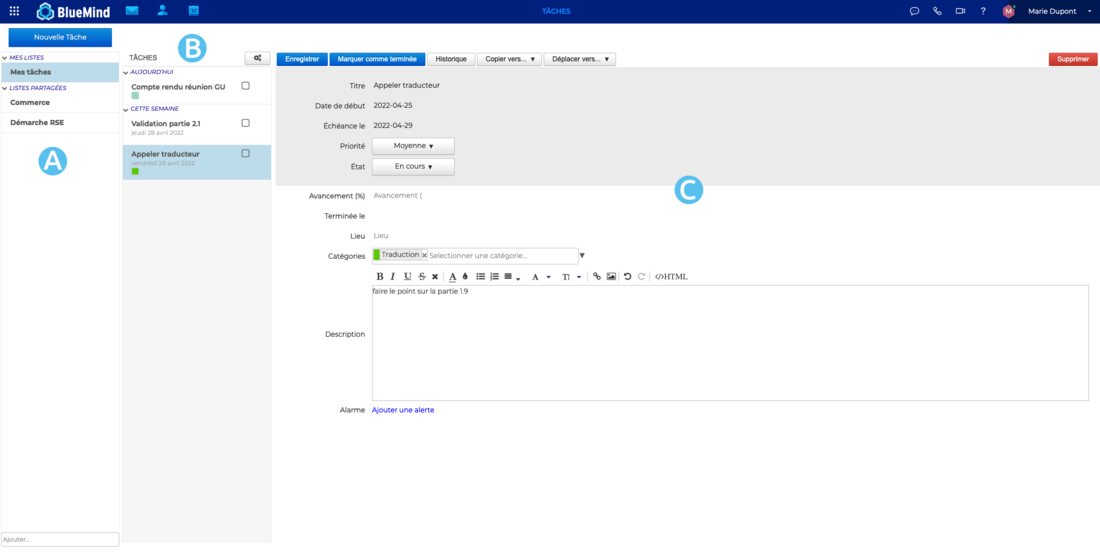 BlueMind
31
TÂCHES
?
M
Marie Dupont
Nouvelle Tâche
MES LISTES
Mes tâches
LISTES PARTAGÉES
Commerce
Démarche RSE
A
Ajouter...
B
TÂCHES
AUJOURD'HUI
Compte rendu réunion GU
CETTE SEMAINE
Validation partie 2.1
jeudi 28 avril 2022
Appeler traducteur
vendredi 29 avril 2022
Enregistrer Marquer comme terminée Historique Copier vers... ▼ Déplacer vers... ▼ Supprimer
Titre Appeler traducteur
Date de début 2022-04-25
Échéance le 2022-04-29
Priorité Moyenne ▼
État En cours ▼
C
Avancement (%) Avancement (
Terminée le
Lieu Lieu
Catégories Traduction × Selectionner une catégorie... ▼
B I U S × A A TI </>HTML
faire le point sur la partie 1.9
Description
Alarme Ajouter une alerte